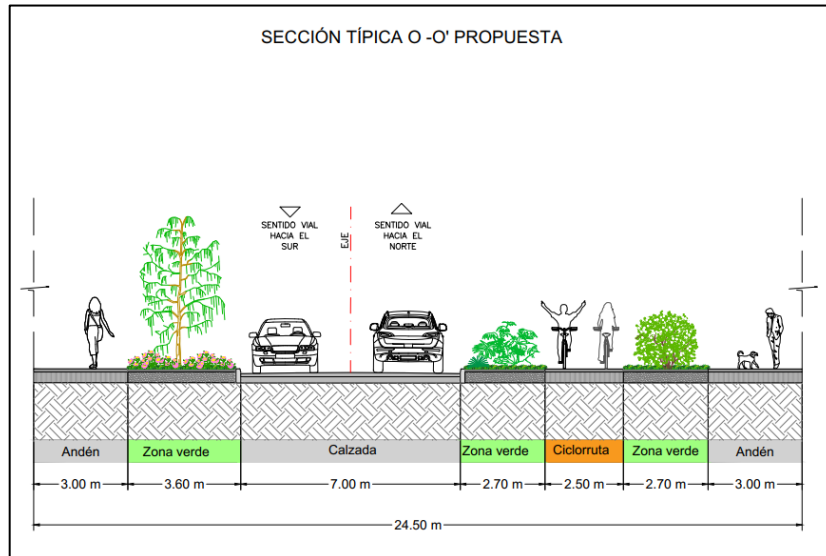 SECCIÓN TÍPICA O -O' PROPUESTA
SENTIDO VIAL
HACIA EL
SUR
EJE
SENTIDO VIAL
HACIA EL
NORTE
Andén
Zona verde
Calzada
Zona verde
Ciclorruta
Zona verde
Andén
3.00 m
3.60 m
7.00 m
2.70 m
2.50 m
2.70 m
3.00 m
24.50 m